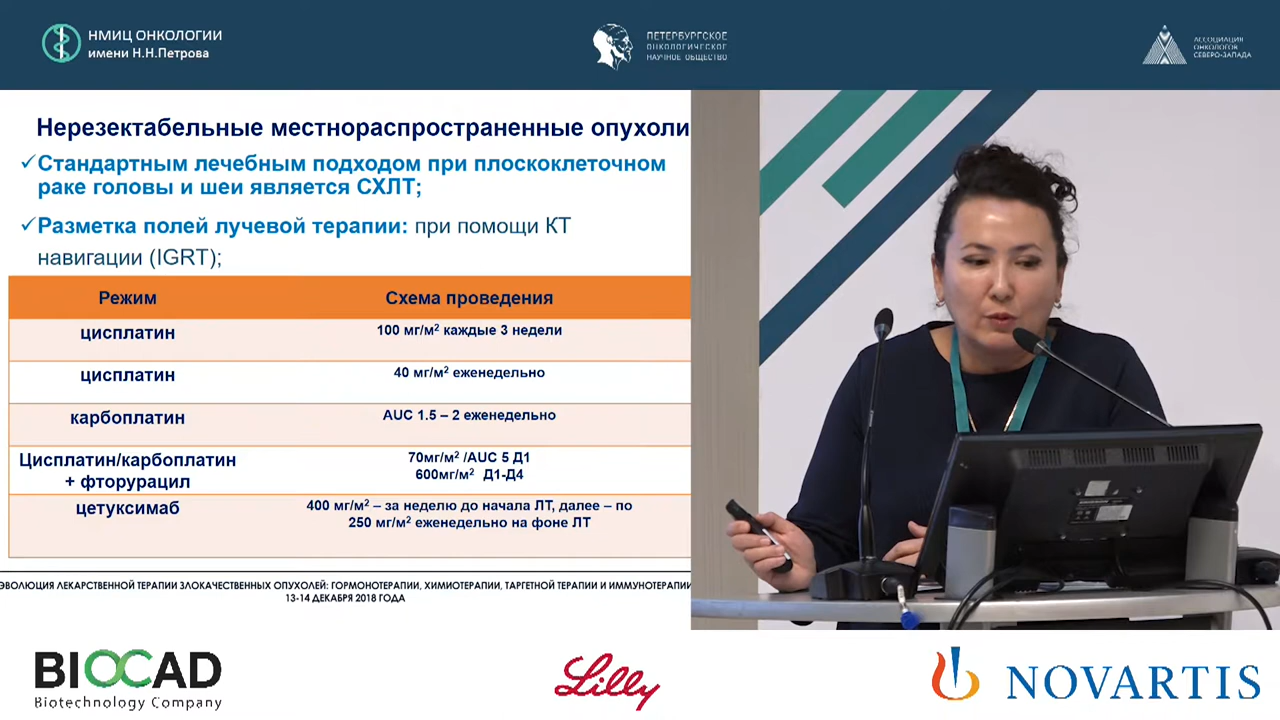 НМИЦ ОНКОЛОГИИ
имени Н.Н.Петрова
ПЕТЕРБУРГСКОЕ
ОНКОЛОГИЧЕСКОЕ
НАУЧНОЕ ОБЩЕСТВО
АССОЦИАЦИЯ
ОНКОЛОГОВ
СЕВЕРО-ЗАПАДА
Нерезектабельные местнораспространенные опухоли
✓Стандартным лечебным подходом при плоскоклеточном
раке головы и шеи является СХЛТ;
✓Разметка полей лучевой терапии: при помощи КТ
навигации (IGRT);
Режим Схема проведения
цисплатин 100 мг/м² каждые 3 недели
цисплатин 40 мг/м² еженедельно
карбоплатин AUC 1.5 – 2 еженедельно
Цисплатин/карбоплатин 70мг/м² /AUC 5 Д1
+ фторурацил 600мг/м² Д1-Д4
цетуксимаб 400 мг/м² – за неделю до начала ЛТ, далее – по
250 мг/м² еженедельно на фоне ЛТ
ЭВОЛЮЦИЯ ЛЕКАРСТВЕННОЙ ТЕРАПИИ ЗЛОКАЧЕСТВЕННЫХ ОПУХОЛЕЙ: ГОРМОНОТЕРАПИИ, ХИМИОТЕРАПИИ, ТАРГЕТНОЙ ТЕРАПИИ И ИММУНОТЕРАПИИ
13-14 ДЕКАБРЯ 2018 ГОДА
BIOCAD
Biotechnology Company
Lilly
NOVARTIS